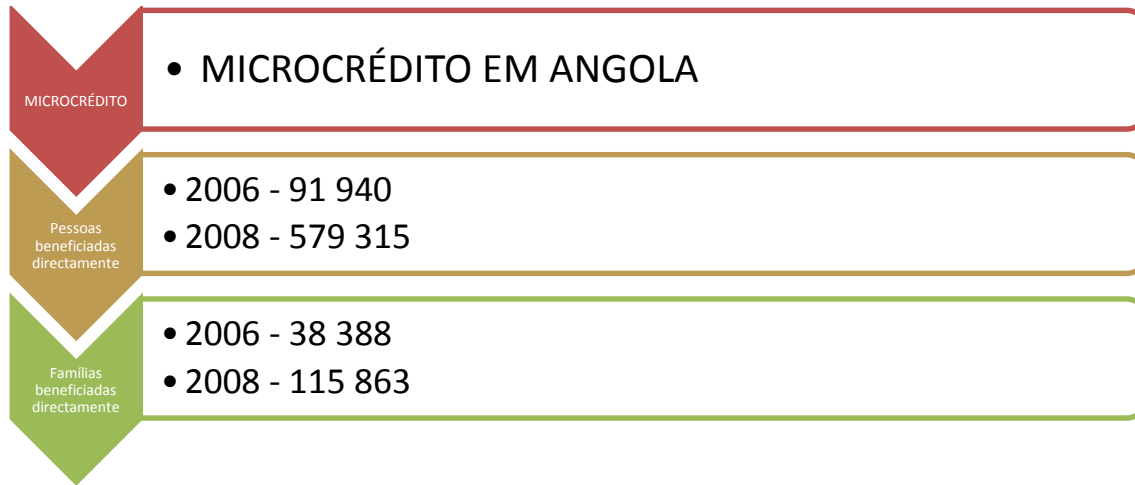 MICROCRÉDITO
• MICROCRÉDITO EM ANGOLA
Pessoas
beneficiadas
directamente
• 2006 - 91 940
• 2008 - 579 315
Famílias
beneficiadas
directamente
• 2006 - 38 388
• 2008 - 115 863